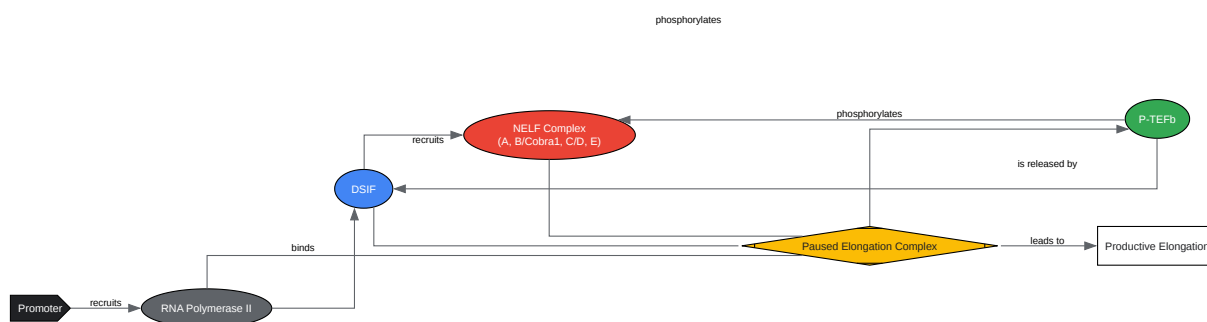 phosphorylates
phosphorylates
P-TEFb
NELF Complex
(A, B/Cobra1, C/D, E)
recruits
is released by
DSIF
binds
Paused Elongation Complex
leads to
Productive Elongation
Promoter
recruits
RNA Polymerase II